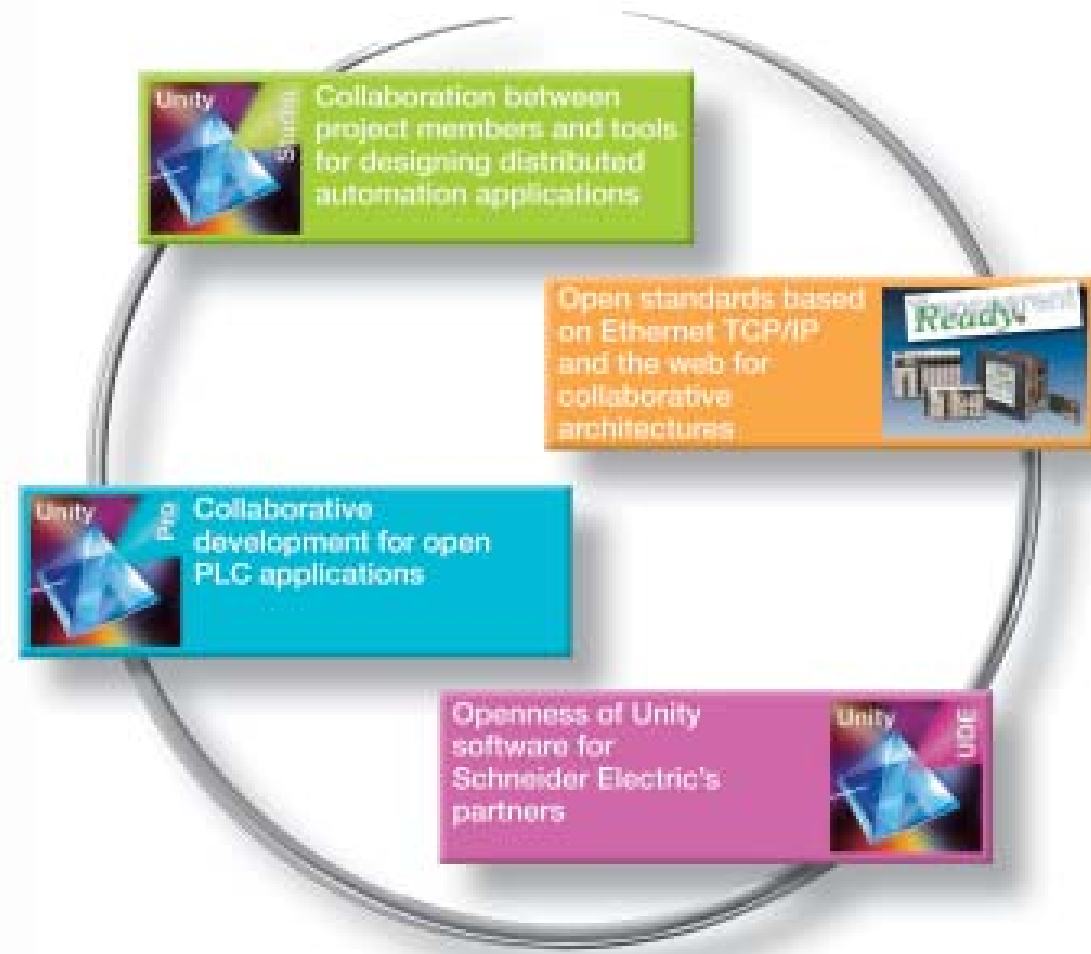 Unity
Studio
Collaboration between
project members and tools
for designing distributed
automation applications
Open standards based
on Ethernet TCP/IP
and the web for
collaborative
architectures
Ready
Unity
Pro
Collaborative
development for open
PLC applications
Openness of Unity
software for
Schneider Electric's
partners
Unity
UDE